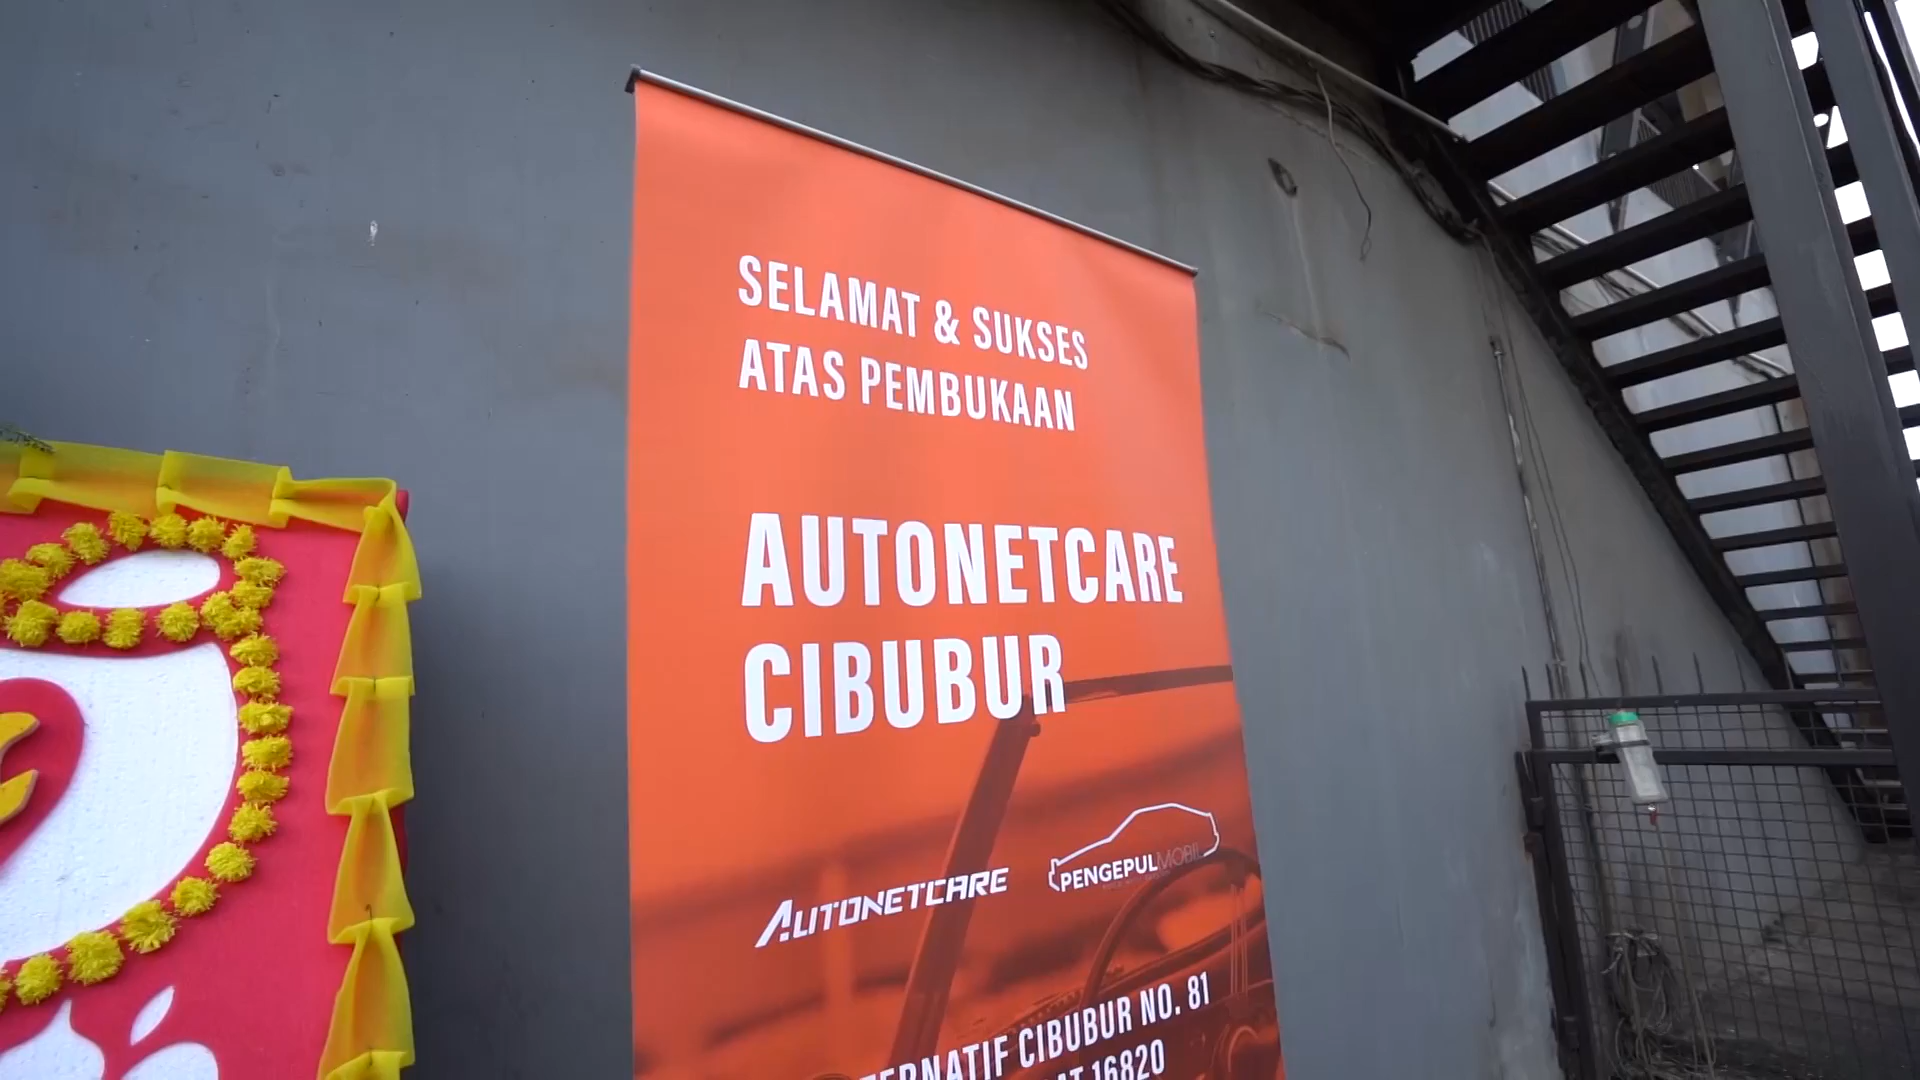 SELAMAT & SUKSES
ATAS PEMBUKAAN
AUTONETCARE
CIBUBUR
AUTONETCARE
PENGEPULMOBIL
CIBUBUR NO. 81
16820